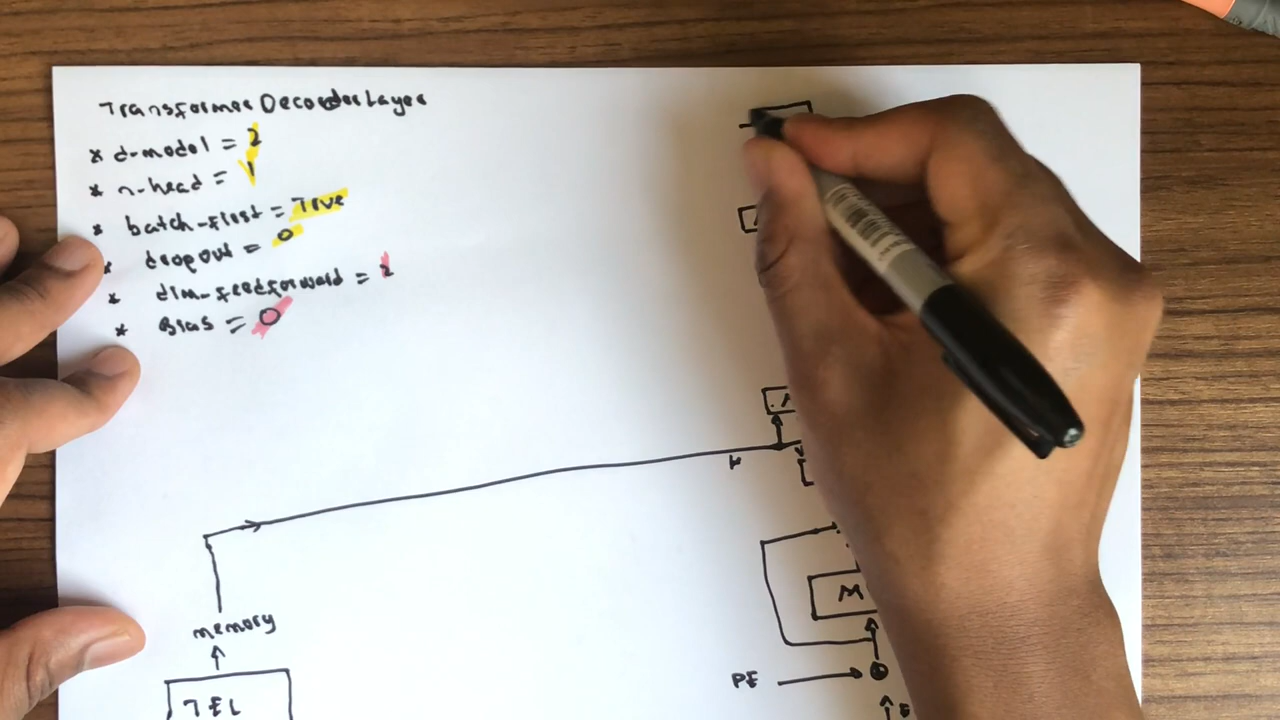 Transformer Decorder Layer
* d-model = 2
* n-head = 1
* batch-first = True
* dropout = 0
* dim-feedforward = 2
* Bias = 0
M
memory
PE
TEL